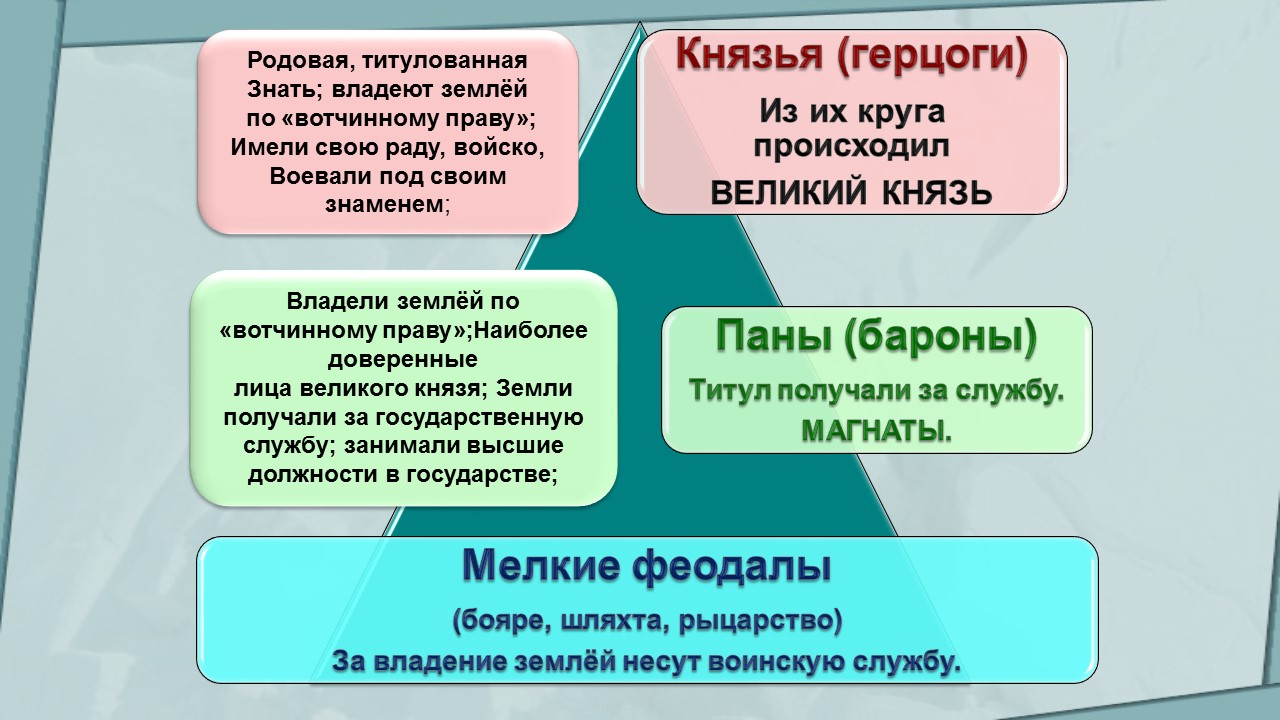 Родовая, титулованная
Знать; владеют землёй
по «вотчинному праву»;
Имели свою раду, войско,
Воевали под своим
знаменем;
Князья (герцоги)
Из их круга
происходил
ВЕЛИКИЙ КНЯЗЬ
Владели землёй по
«вотчинному праву»;Наиболее
доверенные
лица великого князя; Земли
получали за государственную
службу; занимали высшие
должности в государстве;
Паны (бароны)
Титул получали за службу.
МАГНАТЫ.
Мелкие феодалы
(бояре, шляхта, рыцарство)
За владение землёй несут воинскую службу.